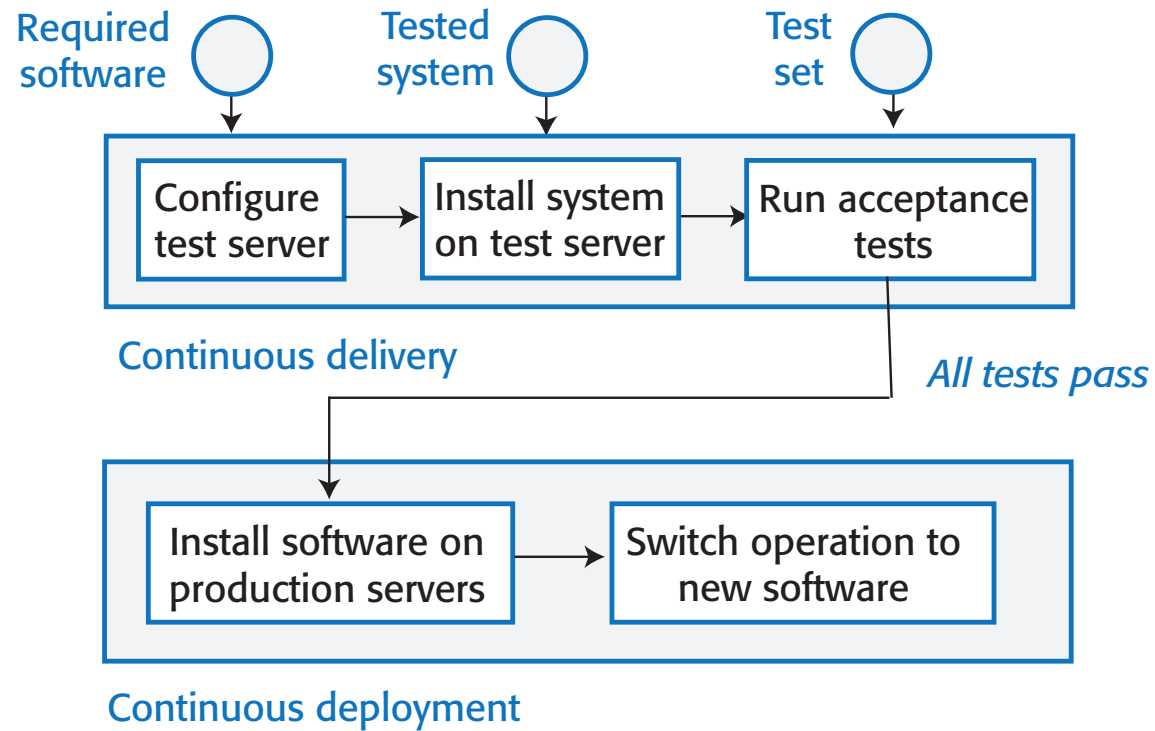 Required
software
Tested
system
Test
set
Configure
test server
Install system
on test server
Run acceptance
tests
Continuous delivery
All tests pass
Install software on
production servers
Switch operation to
new software
Continuous deployment